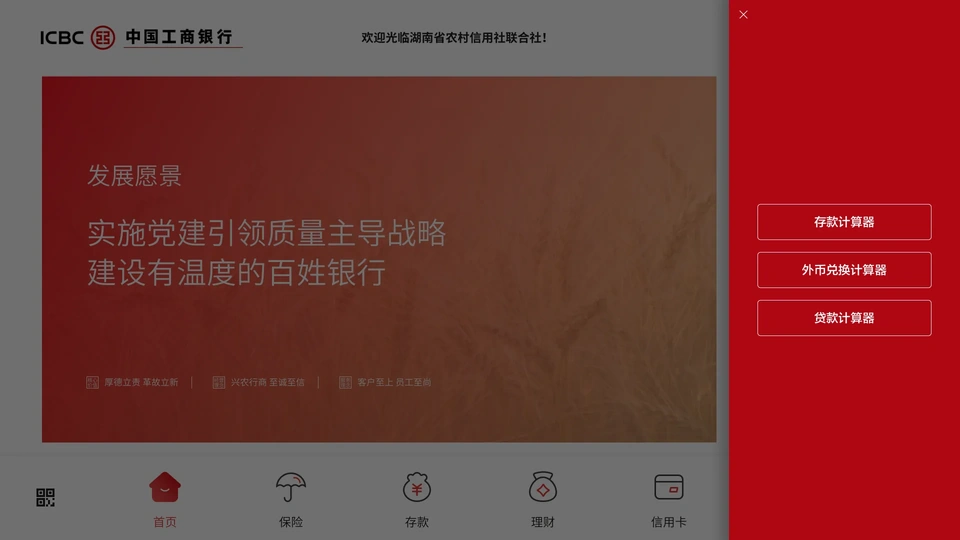 ICBC 中国工商银行
欢迎光临湖南省农村信用社联合社！
发展愿景
实施党建引领质量主导战略
建设有温度的百姓银行
厚德立贵 革故立新
兴农行商 至诚至信
客户至上 员工至尚
存款计算器
外币兑换计算器
贷款计算器
首页
保险
存款
理财
信用卡